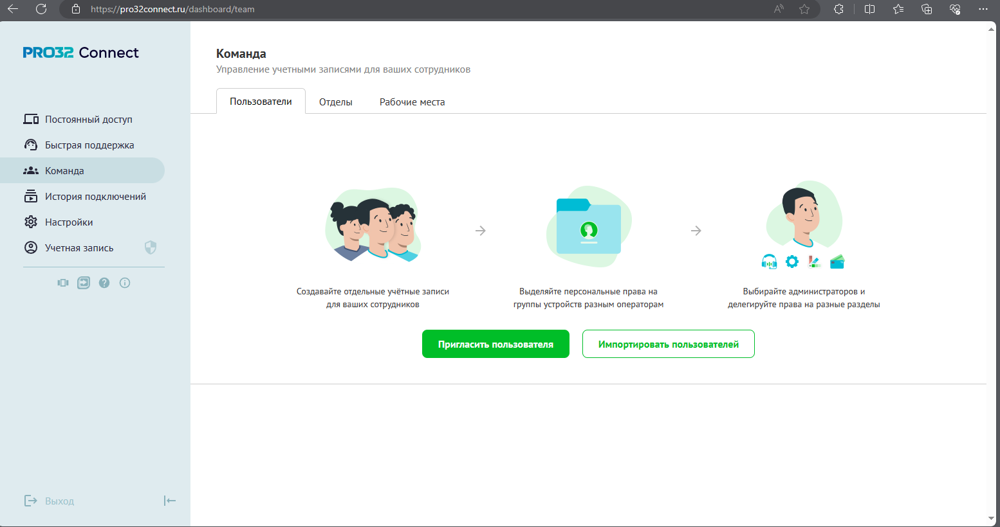 https://pro32connect.ru/dashboard/team
PRO32 Connect
Постоянный доступ
Быстрая поддержка
Команда
История подключений
Настройки
Учетная запись
Выход
Команда
Управление учетными записями для ваших сотрудников
Пользователи
Отделы
Рабочие места
Создавайте отдельные учётные записи
для ваших сотрудников
Выделяйте персональные права на
группы устройств разным операторам
Выбирайте администраторов и
делегируйте права на разные разделы
Пригласить пользователя
Импортировать пользователей